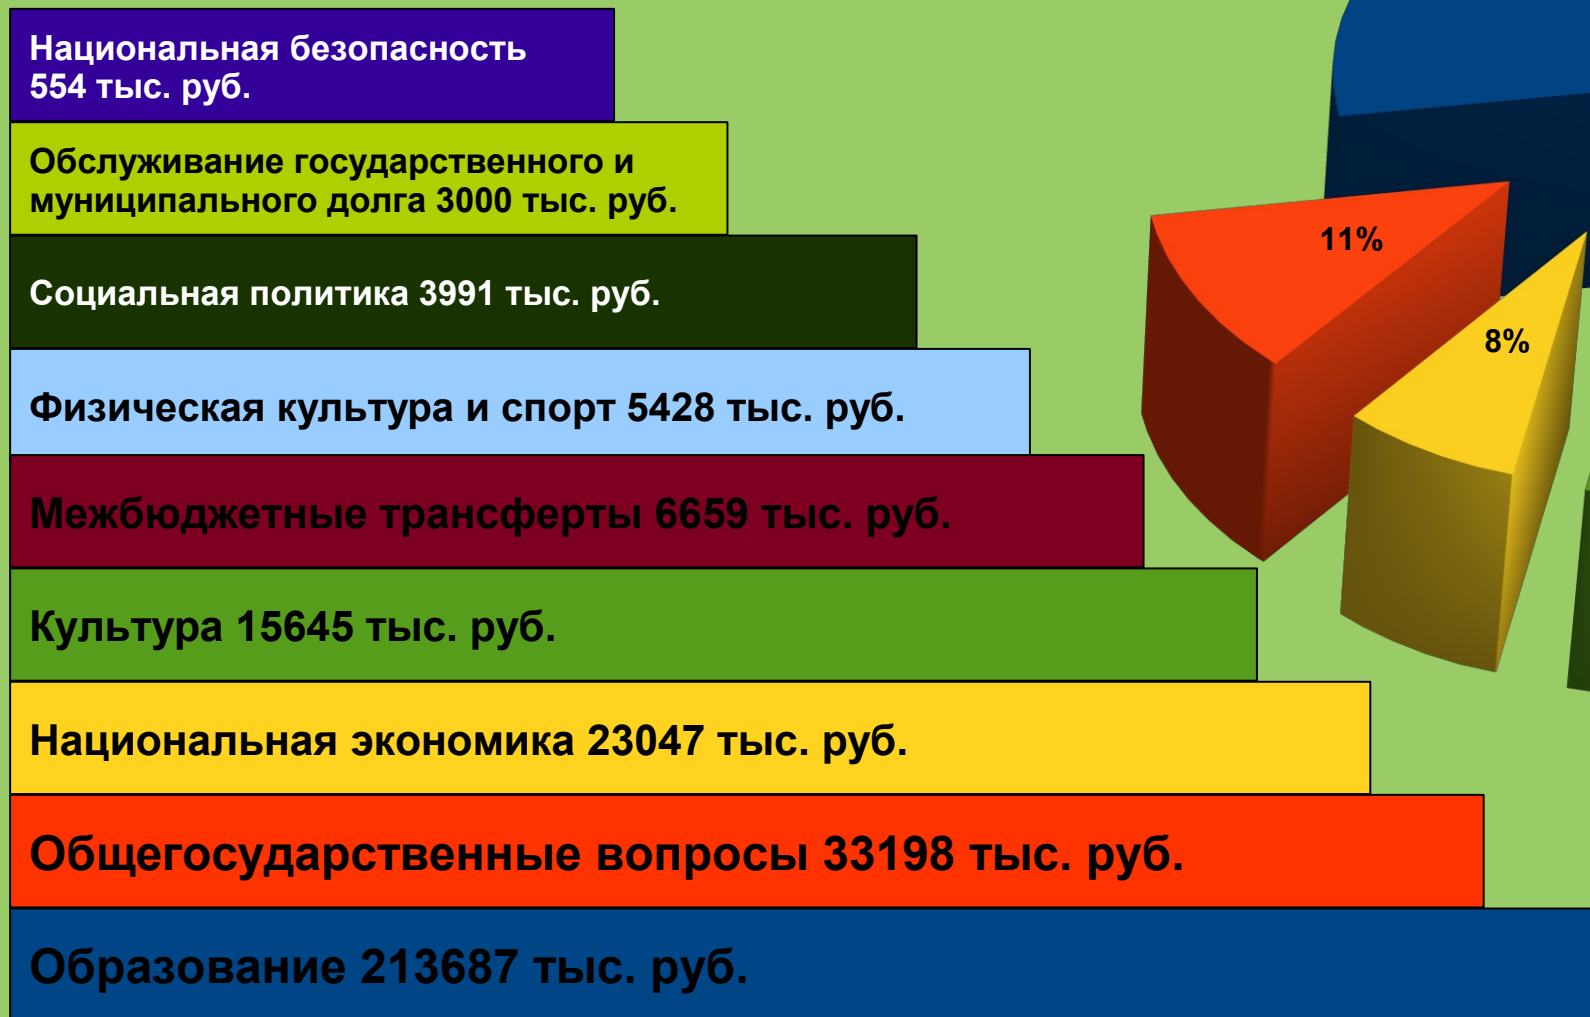 Национальная безопасность
554 тыс. руб.
Обслуживание государственного и
муниципального долга 3000 тыс. руб.
Социальная политика 3991 тыс. руб.
Физическая культура и спорт 5428 тыс. руб.
Межбюджетные трансферты 6659 тыс. руб.
Культура 15645 тыс. руб.
Национальная экономика 23047 тыс. руб.
Общегосударственные вопросы 33198 тыс. руб.
Образование 213687 тыс. руб.
11%
8%